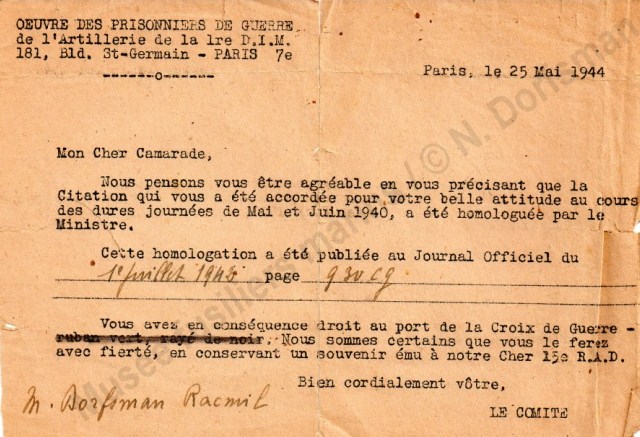 OEUVRE DES PRISONNIERS DE GUERRE
de l'Artillerie de la 1re D.I.M.
181, Bld. St-Germain - PARIS 7e
------o------
Paris, le 25 Mai 1944
Mon Cher Camarade,
Nous pensons vous être agréable en vous précisant que la
Citation qui vous a été accordée pour votre belle attitude au cours
des dures journées de Mai et Juin 1940, a été homologuée par le
Ministre.
Cette homologation a été publiée au Journal Officiel du
1e juillet 1943 page
Vous avez en conséquence droit au port de la Croix de Guerre -
ruban vert, rayé de noir. Nous sommes certains que vous le ferez
avec fierté, en conservant un souvenir ému à notre Cher 15e R.A.D.
Bien cordialement vôtre,
M. Borfsman Racmil
LE COMITE
© N. Dorfsman